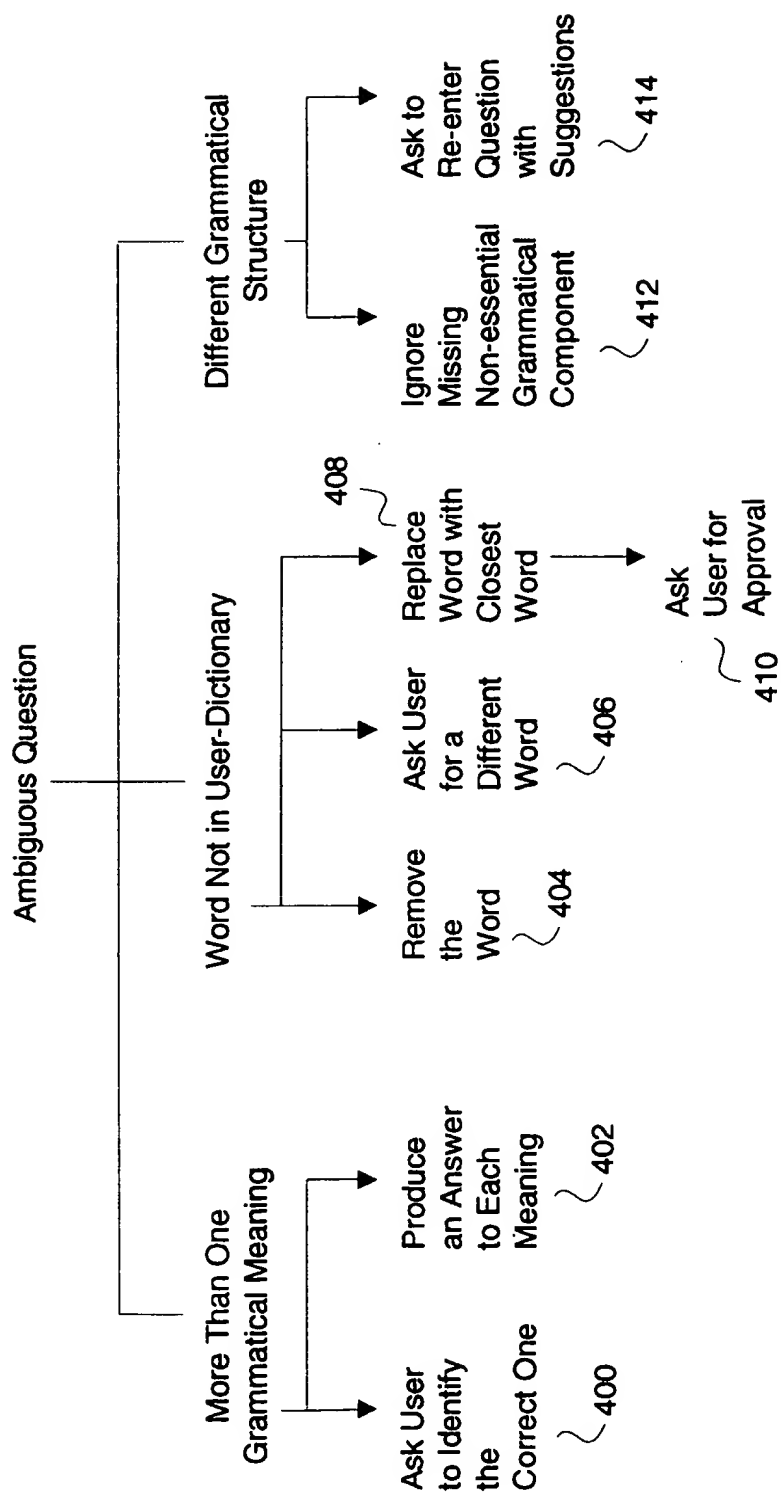 Ambiguous Question
More Than One
Grammatical Meaning
Ask User
to Identify
the
Correct One
400
Produce
an Answer
to Each
Meaning
402
Word Not in User-Dictionary
Remove
the
Word
404
Ask User
for a
Different
Word
406
408
Replace
Word with
Closest
Word
Ask
User for
Approval
410
Different Grammatical
Structure
Ignore
Missing
Non-essential
Grammatical
Component
412
Ask to
Re-enter
Question
with
Suggestions
414